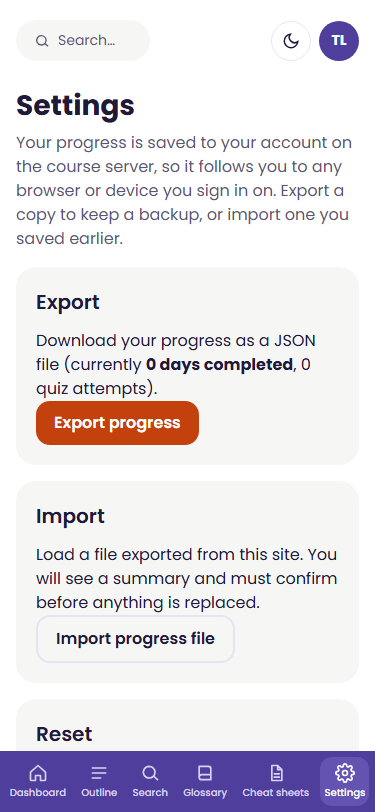 Search...
TL
Settings
Your progress is saved to your account on
the course server, so it follows you to any
browser or device you sign in on. Export a
copy to keep a backup, or import one you
saved earlier.
Export
Download your progress as a JSON
file (currently 0 days completed, 0
quiz attempts).
Export progress
Import
Load a file exported from this site. You
will see a summary and must confirm
before anything is replaced.
Import progress file
Reset
Dashboard Outline Search Glossary Cheat sheets Settings